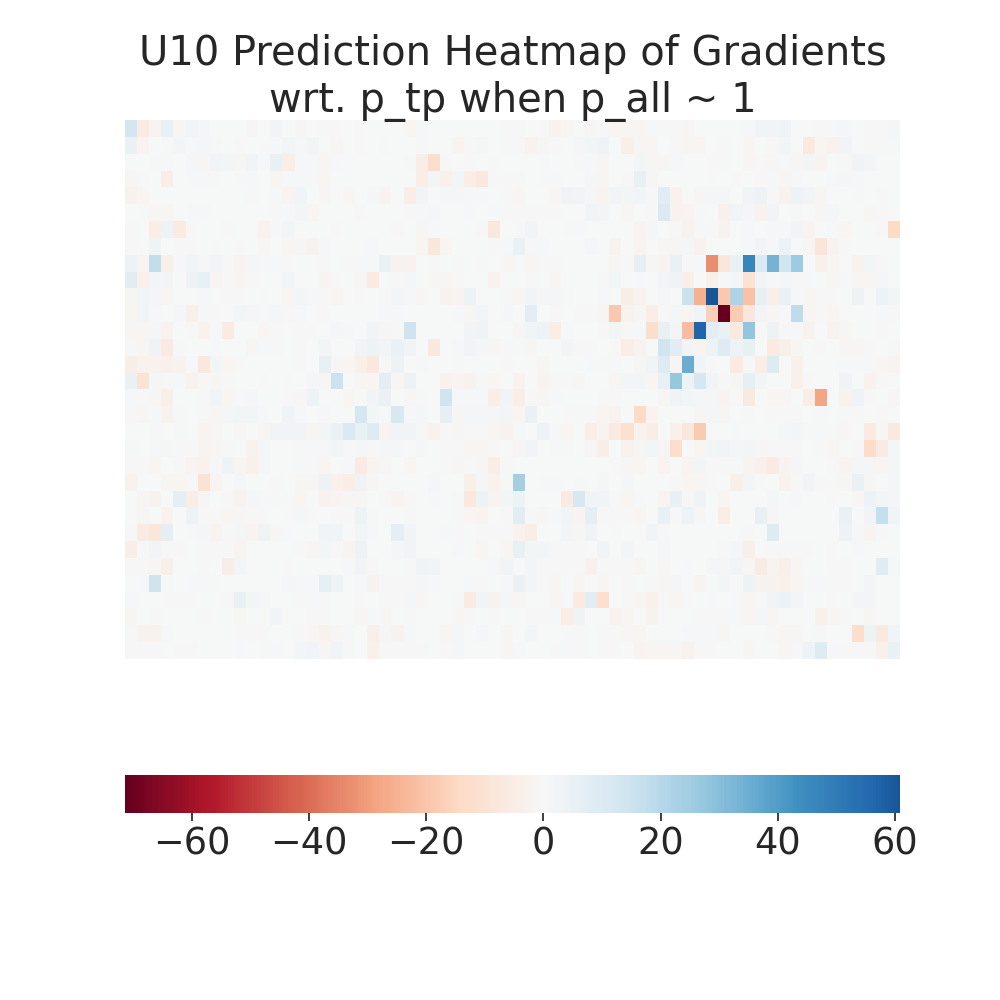 U10 Prediction Heatmap of Gradients
wrt. p_tp when p_all ~ 1
−60 −40 −20 0 20 40 60